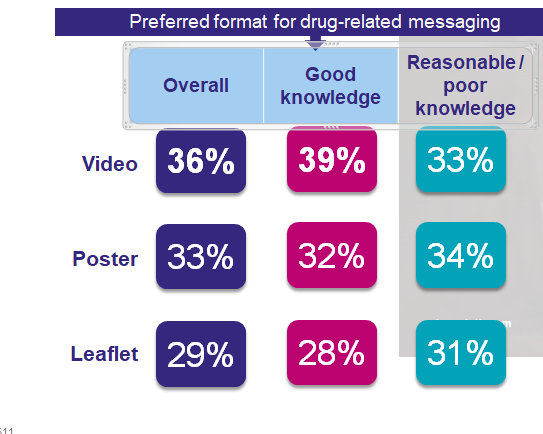 Preferred format for drug-related messaging
Overall
Good
knowledge
Reasonable /
poor
knowledge
Video
36%
39%
33%
Poster
33%
32%
34%
Leaflet
29%
28%
31%